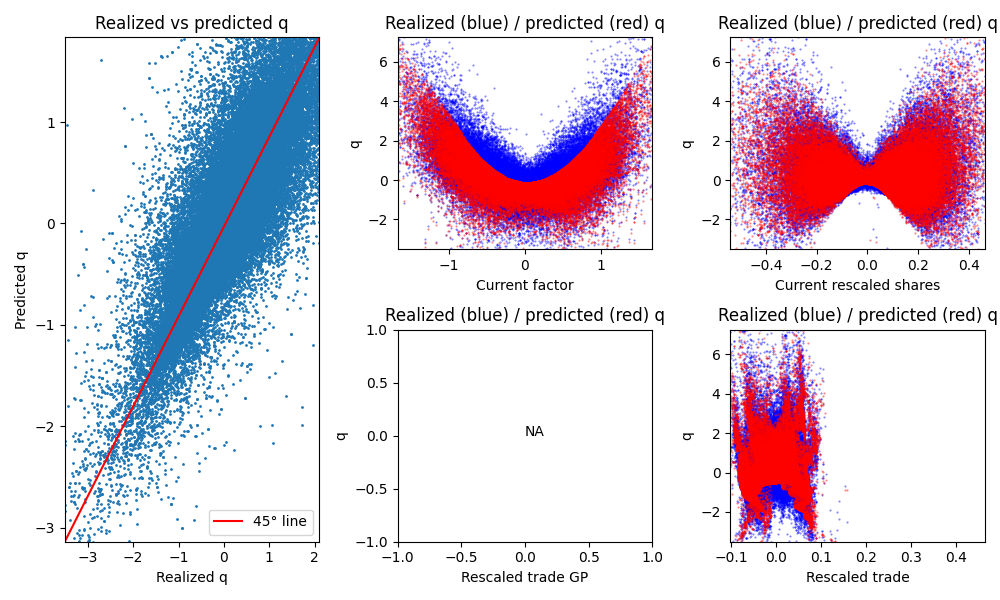 Realized vs predicted q
Predicted q
1
0
−1
−2
−3
−3
−2
−1
0
1
2
Realized q
45° line
Realized (blue) / predicted (red) q
q
6
4
2
0
−2
−1
0
1
Current factor
Realized (blue) / predicted (red) q
q
6
4
2
0
−2
−0.4
−0.2
0.0
0.2
0.4
Current rescaled shares
Realized (blue) / predicted (red) q
q
1.0
0.5
0.0
−0.5
−1.0
NA
−1.0
−0.5
0.0
0.5
1.0
Rescaled trade GP
Realized (blue) / predicted (red) q
q
6
4
2
0
−2
−0.1
0.0
0.1
0.2
0.3
0.4
Rescaled trade